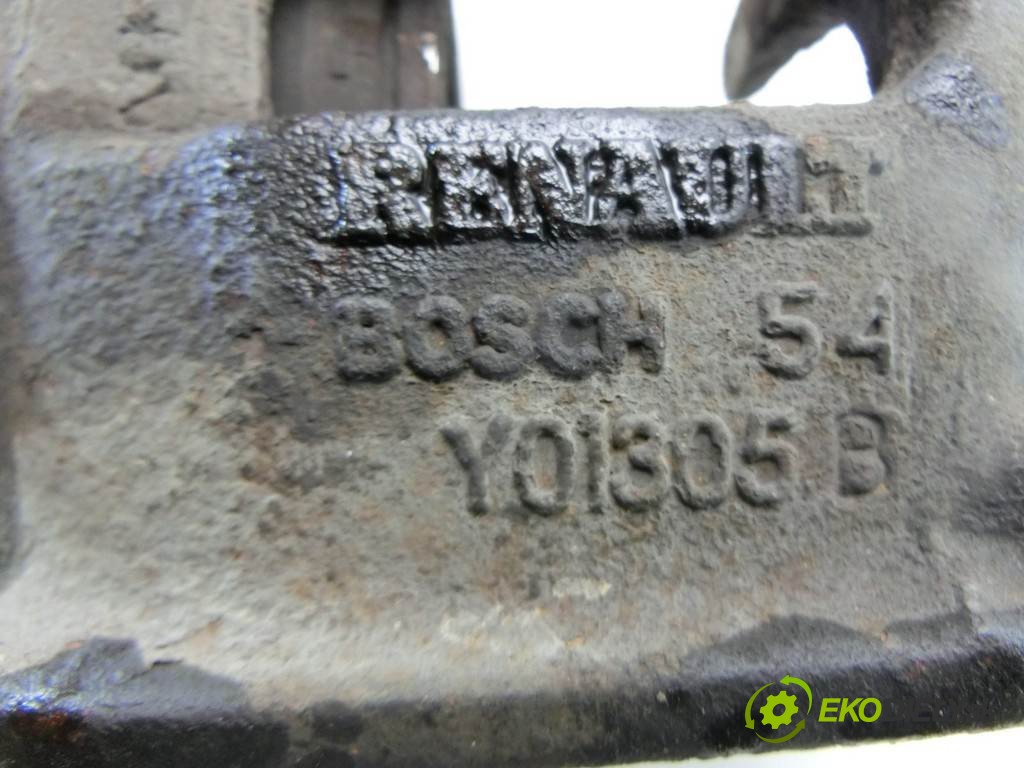 RENAULT
BOSCH 54
Y01305 B
EKO